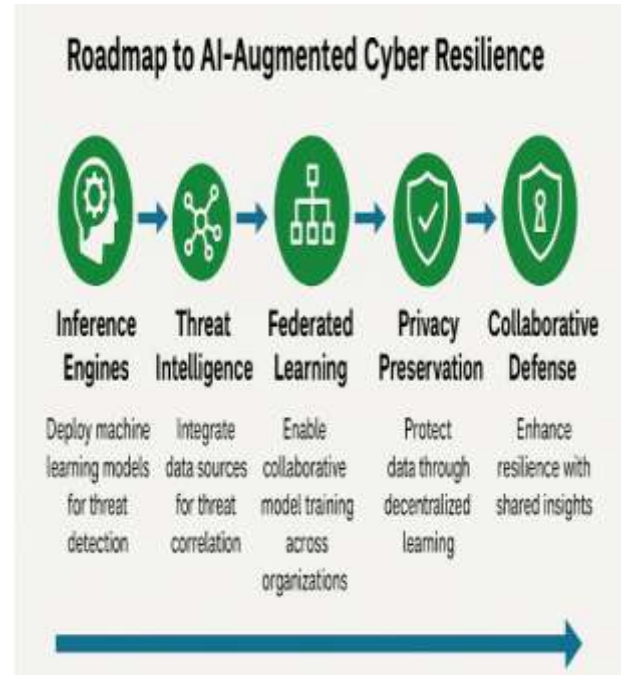 Roadmap to AI-Augmented Cyber Resilience
Inference
Engines
Deploy machine
learning models
for threat
detection
Threat
Intelligence
Integrate
data sources
for threat
correlation
Federated
Learning
Enable
collaborative
model training
across
organizations
Privacy
Preservation
Protect
data through
decentralized
learning
Collaborative
Defense
Enhance
resilience with
shared insights